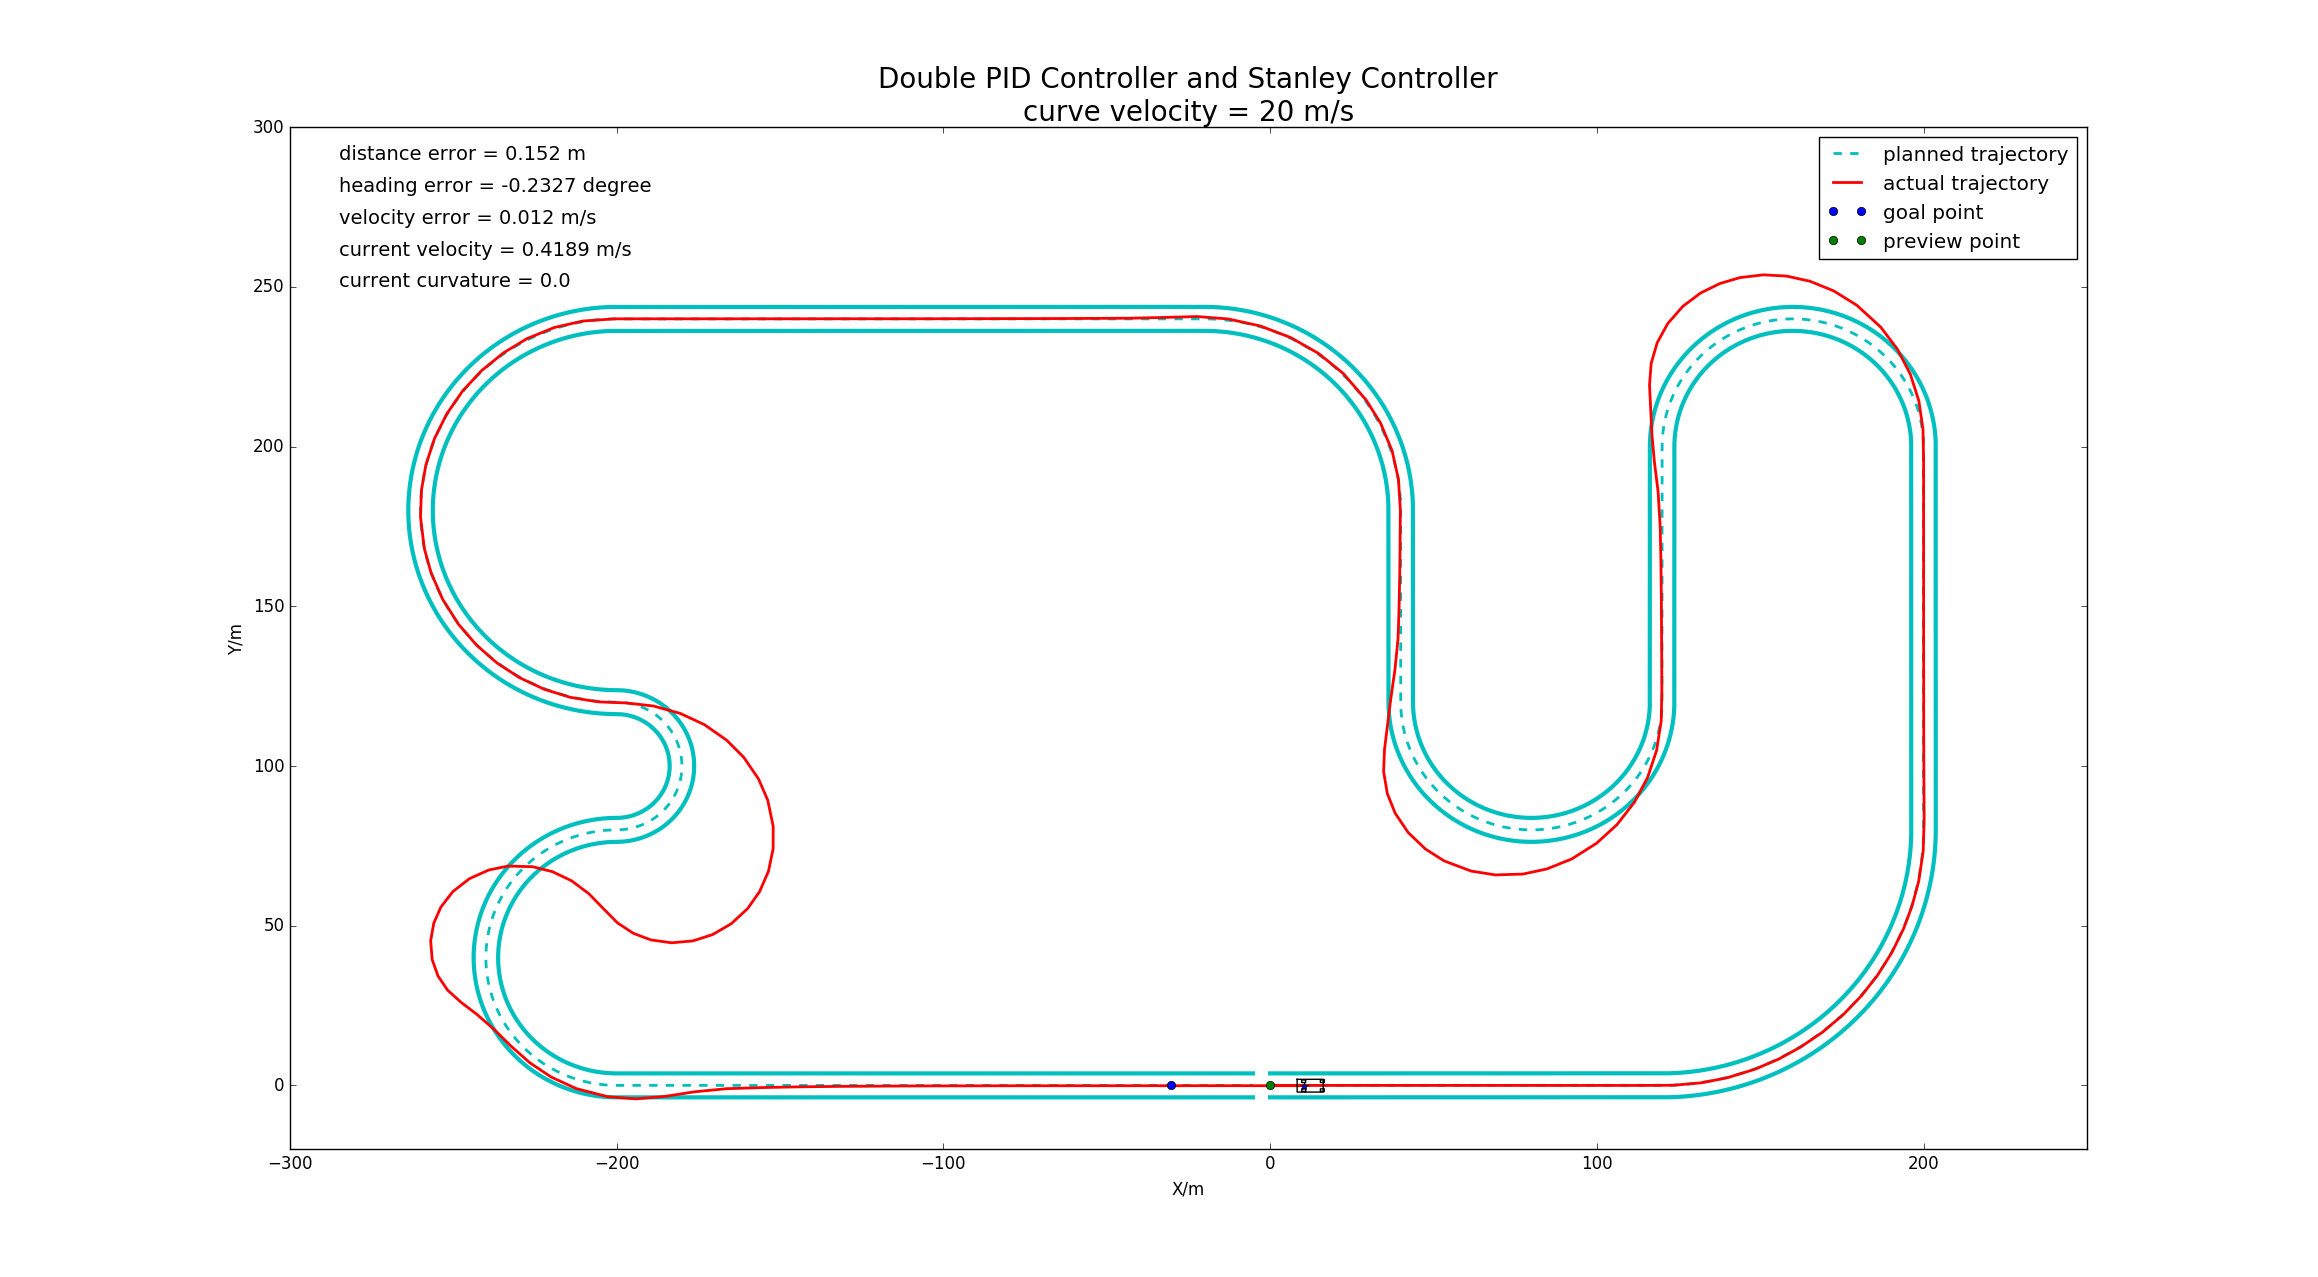 Double PID Controller and Stanley Controller
curve velocity = 20 m/s
distance error = 0.152 m
heading error = -0.2327 degree
velocity error = 0.012 m/s
current velocity = 0.4189 m/s
current curvature = 0.0
planned trajectory
actual trajectory
goal point
preview point
300
250
200
150
100
50
0
Y/m
−300
−200
−100
0
100
200
X/m